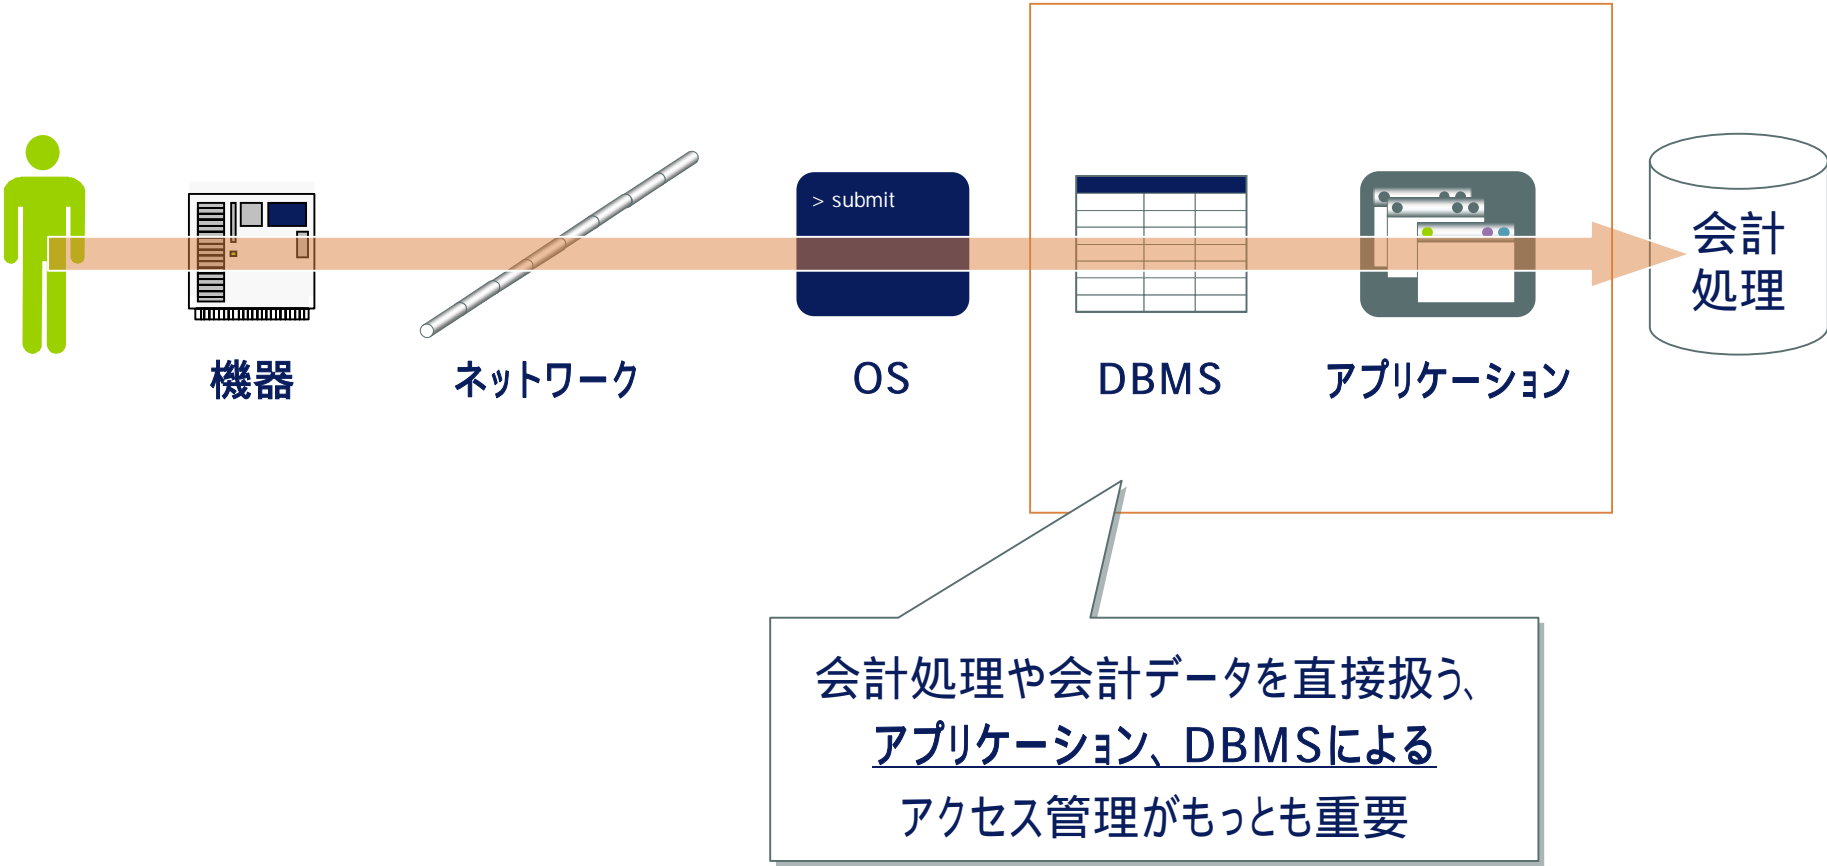 > submit
会計
処理
機器
ネットワーク
OS
DBMS
アプリケーション
会計処理や会計データを直接扱う、
アプリケーション、DBMSによる
アクセス管理がもっとも重要